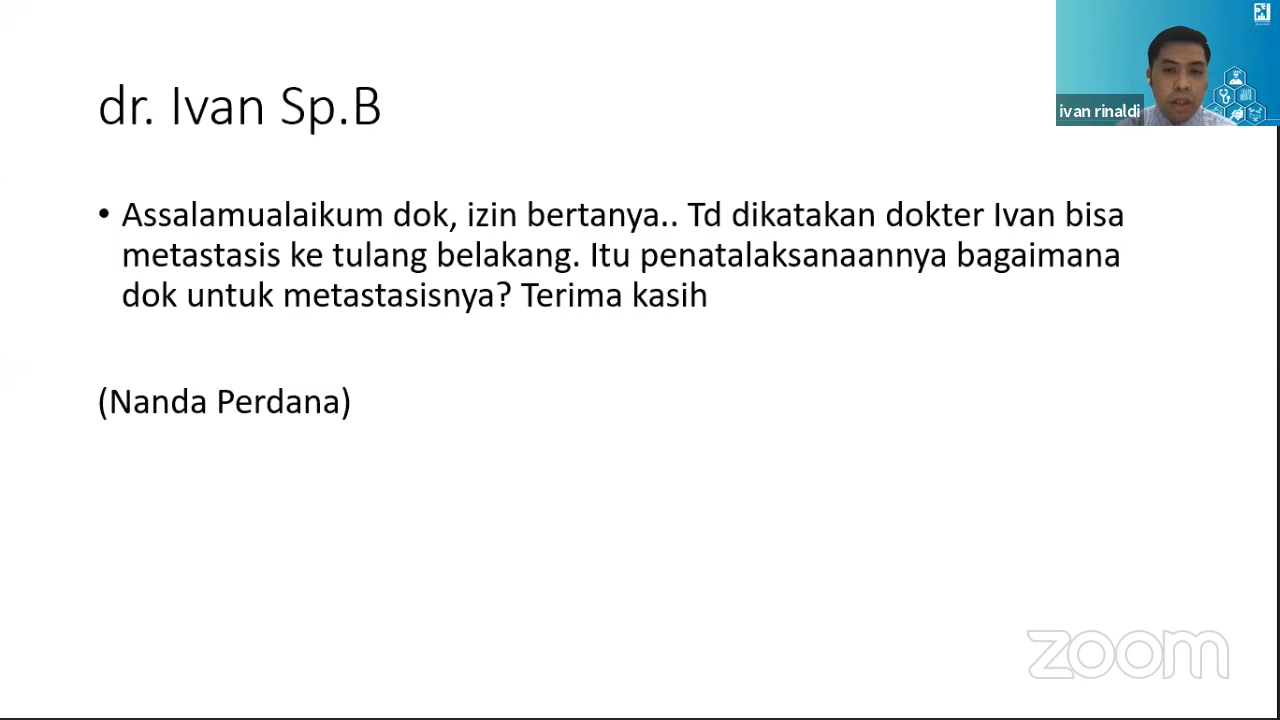 dr. Ivan Sp.B
ivan rinaldi
• Assalamualaikum dok, izin bertanya.. Td dikatakan dokter Ivan bisa
metastasis ke tulang belakang. Itu penatalaksanaannya bagaimana
dok untuk metastasisnya? Terima kasih
(Nanda Perdana)
zoom